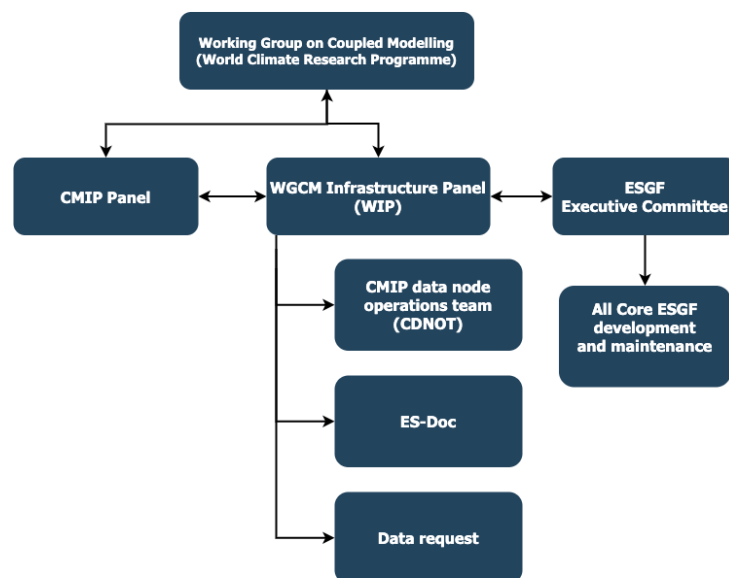 Working Group on Coupled Modelling
(World Climate Research Programme)
CMIP Panel
WGCM Infrastructure Panel
(WIP)
ESGF
Executive Committee
CMIP data node
operations team
(CDNOT)
All Core ESGF
development
and maintenance
ES-Doc
Data request